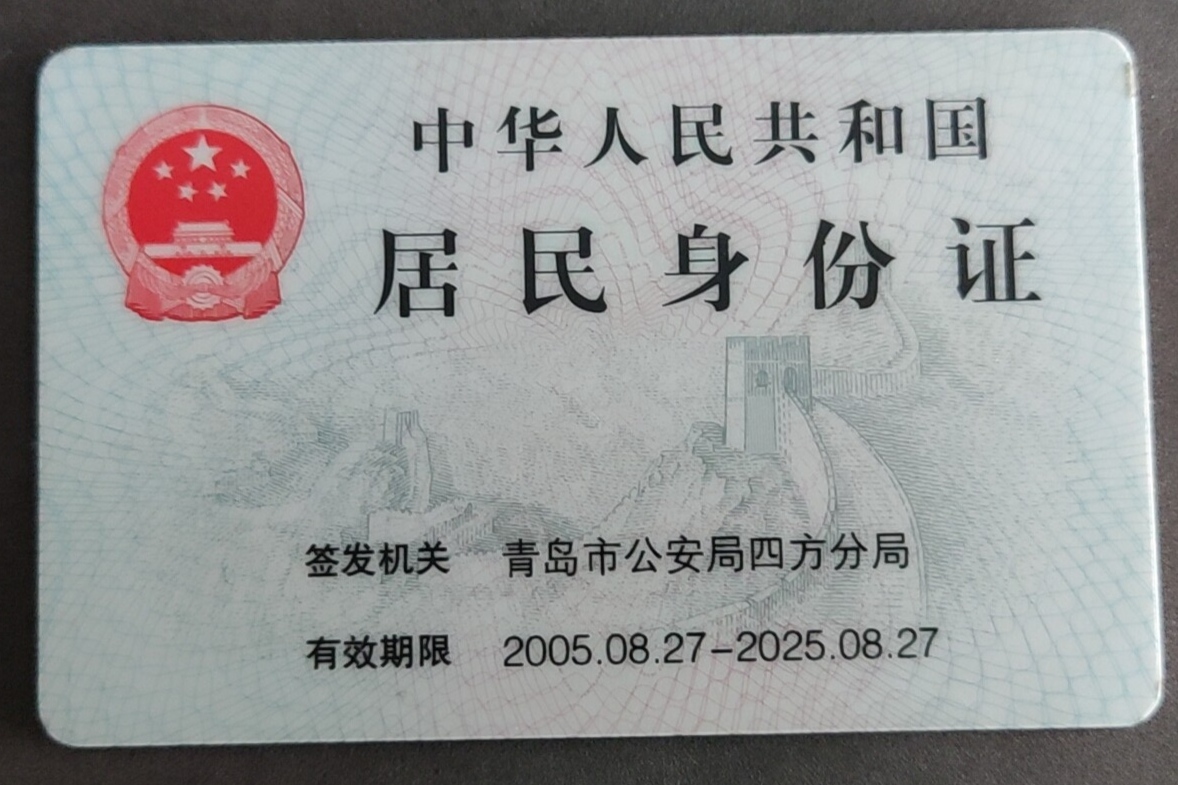 中华人民共和国
居民身份证
签发机关 青岛市公安局四方分局
有效期限 2005.08.27-2025.08.27